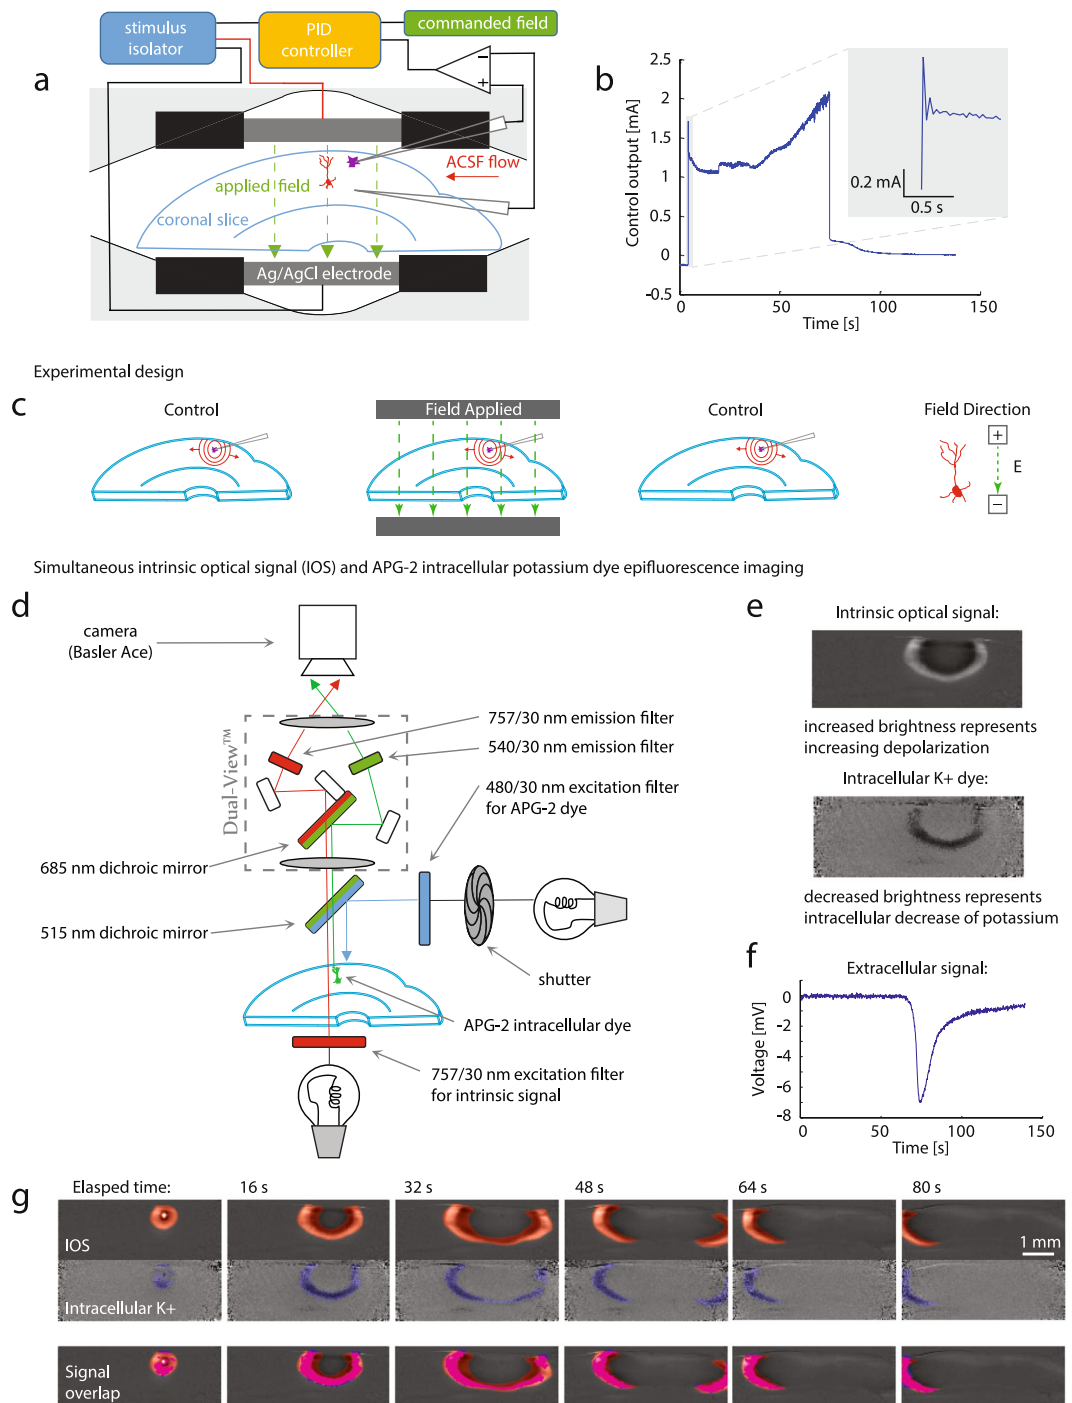 stimulus
isolator
PID
controller
commanded field
a
−
+
ACSF flow
applied field
coronal slice
Ag/AgCl electrode
b
Control output [mA]
2.5
2
1.5
1
0.5
0
−0.5
0
50
100
150
Time [s]
0.2 mA
0.5 s
Experimental design
c
Control
Field Applied
Control
Field Direction
+
E
−
Simultaneous intrinsic optical signal (IOS) and APG-2 intracellular potassium dye epifluorescence imaging
d
camera
(Basler Ace)
Dual-View™
757/30 nm emission filter
540/30 nm emission filter
480/30 nm excitation filter
for APG-2 dye
685 nm dichroic mirror
515 nm dichroic mirror
shutter
APG-2 intracellular dye
757/30 nm excitation filter
for intrinsic signal
e
Intrinsic optical signal:
increased brightness represents
increasing depolarization
Intracellular K+ dye:
decreased brightness represents
intracellular decrease of potassium
f
Extracellular signal:
Voltage [mV]
0
-2
-4
-6
-8
0
50
100
150
Time [s]
g
Elasped time:
16 s
32 s
48 s
64 s
80 s
IOS
1 mm
Intracellular K+
Signal
overlap